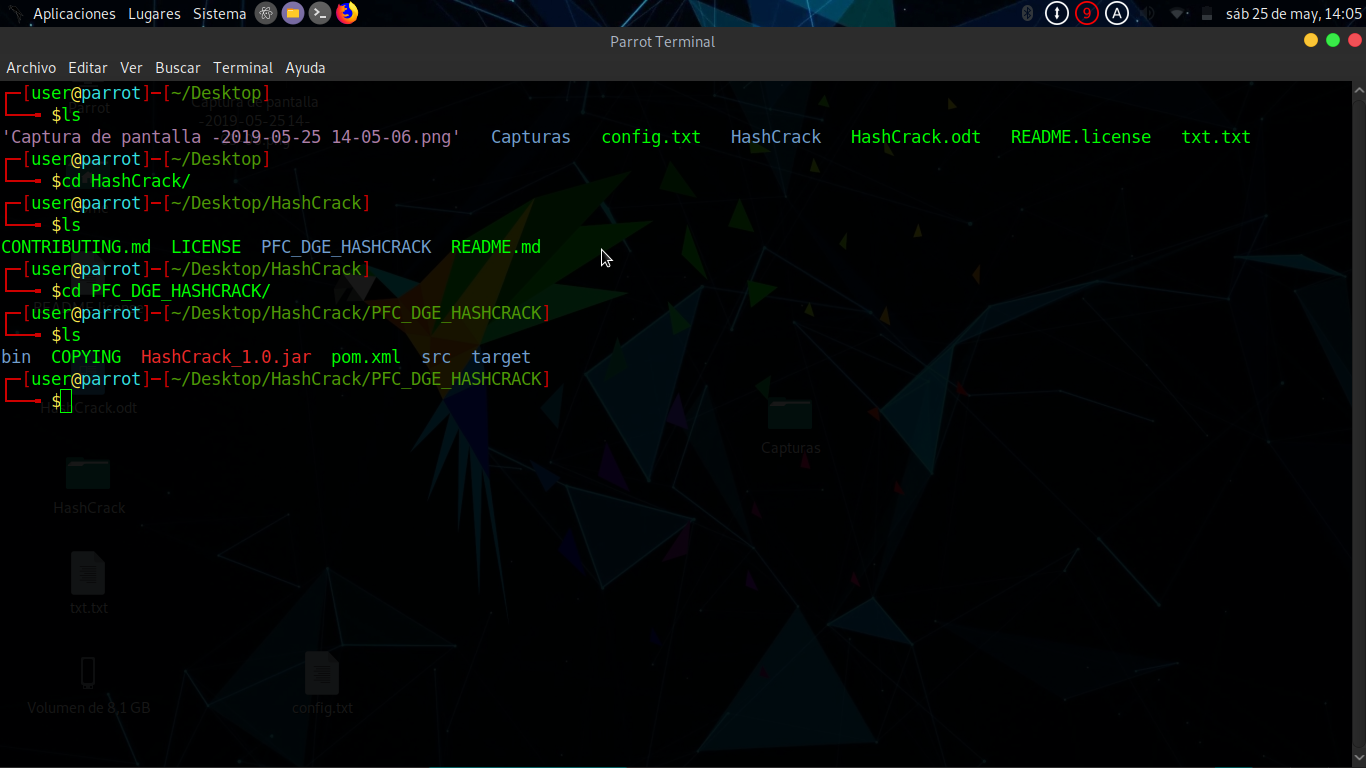 Aplicaciones Lugares Sistema 9 A sáb 25 de may, 14:05
Parrot Terminal
Archivo Editar Ver Buscar Terminal Ayuda
┌─[user@parrot]─[~/Desktop]
└──╼ $ls
'Captura de pantalla -2019-05-25 14-05-06.png' Capturas config.txt HashCrack HashCrack.odt README.license txt.txt
┌─[user@parrot]─[~/Desktop]
└──╼ $cd HashCrack/
┌─[user@parrot]─[~/Desktop/HashCrack]
└──╼ $ls
CONTRIBUTING.md LICENSE PFC_DGE_HASHCRACK README.md
┌─[user@parrot]─[~/Desktop/HashCrack]
└──╼ $cd PFC_DGE_HASHCRACK/
┌─[user@parrot]─[~/Desktop/HashCrack/PFC_DGE_HASHCRACK]
└──╼ $ls
bin COPYING HashCrack_1.0.jar pom.xml src target
┌─[user@parrot]─[~/Desktop/HashCrack/PFC_DGE_HASHCRACK]
└──╼ $
Captura de pantalla
-2019-05-25 14-
HashCrack.odt
Capturas
HashCrack
txt.txt
Volumen de 8,1 GB
config.txt